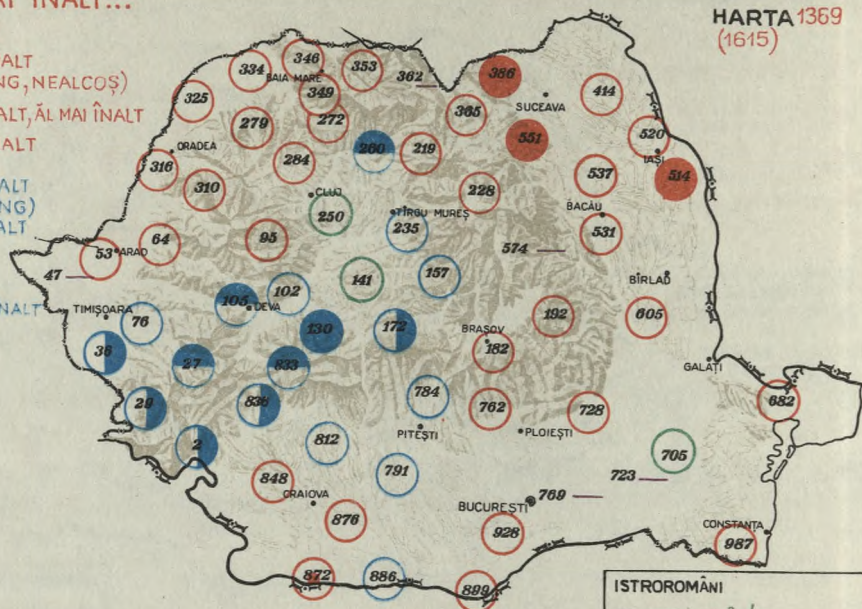 ÎNALT...
HARTA 1369
(1615)
ALT
NG, NEALCOȘ)
ALT, ĂL MAI ÎNALT
ALT
ALT
NG)
ALT
NALT
346
334
BAIA MARE
353
362
386
349
325
414
SUCEAVA
365
272
279
520
551
ORADEA
260
219
IAȘI
284
316
537
514
310
CLUJ
228
250
TÎRGU MUREȘ
BACĂU
235
531
64
95
574
53
ARAD
47
141
157
BÎRLAD
102
105
DEVA
TIMIȘOARA
76
192
605
130
172
BRAȘOV
36
182
27
833
GALAȚI
784
682
29
838
762
728
PITEȘTI
PLOIEȘTI
2
812
705
791
848
723
CRAIOVA
BUCUREȘTI
769
876
928
CONSTANȚA
987
872
886
899
ISTROROMÂNI